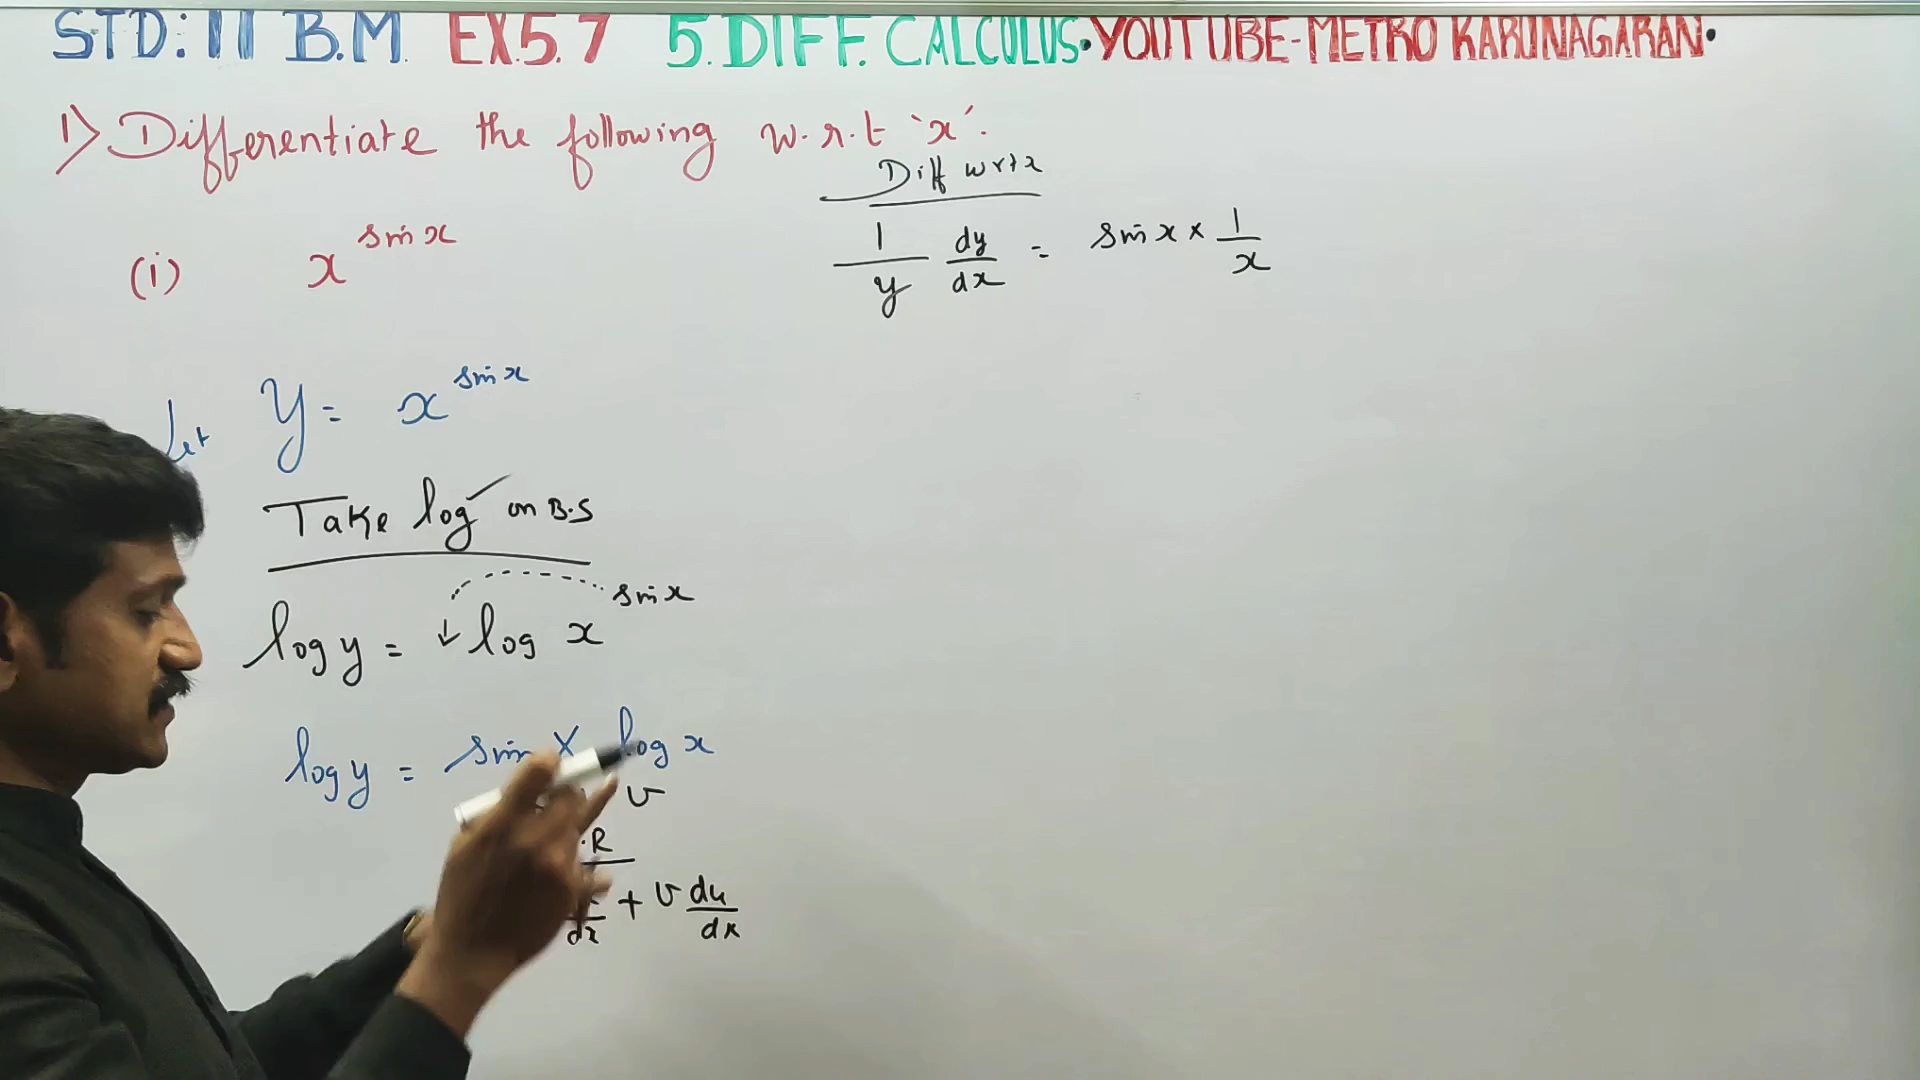 STD: 11 B.M. EX.5.7 5. DIFF. CALCULUS. YOUTUBE-METRO KARUNAGARAN.
1) Differentiate the following w.r.t 'x'.
(i) x^sin x
Let y = x^sin x
Take log on B.S
log y = log x^sin x
log y = sin x log x
v
.R
dx + v du/dx
Diff w r t x
1/y dy/dx = sin x × 1/x